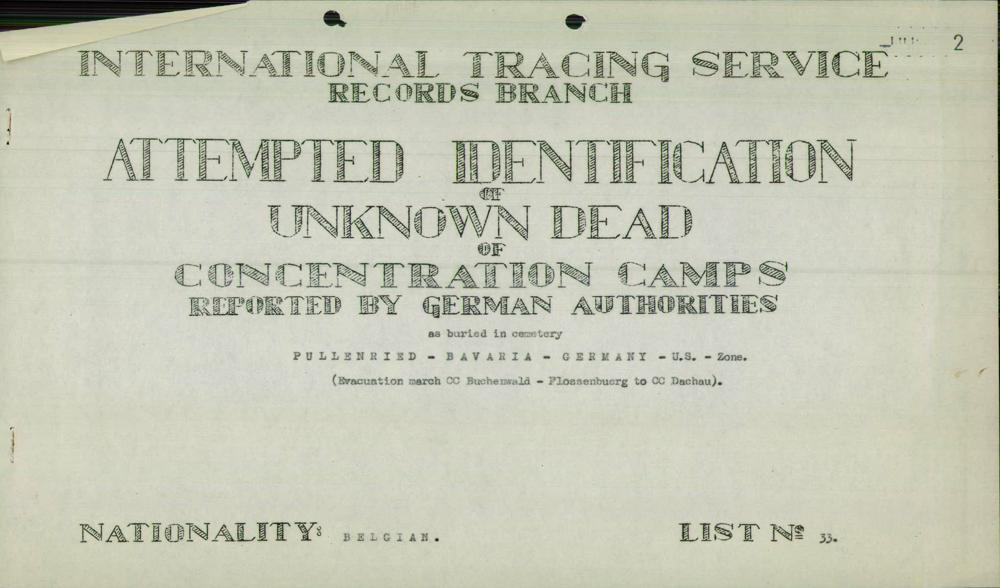 2
INTERNATIONAL TRACING SERVICE
RECORDS BRANCH
ATTEMPTED IDENTIFICATION
OF
UNKNOWN DEAD
OF
CONCENTRATION CAMPS
REPORTED BY GERMAN AUTHORITIES
as buried in cemetery
PULLENRIED - BAVARIA - GERMANY - U.S. - Zone.
(Evacuation march CC Buchenwald - Flossenbuerg to CC Dachau).
NATIONALITY: BELGIAN. LIST Nº 33.